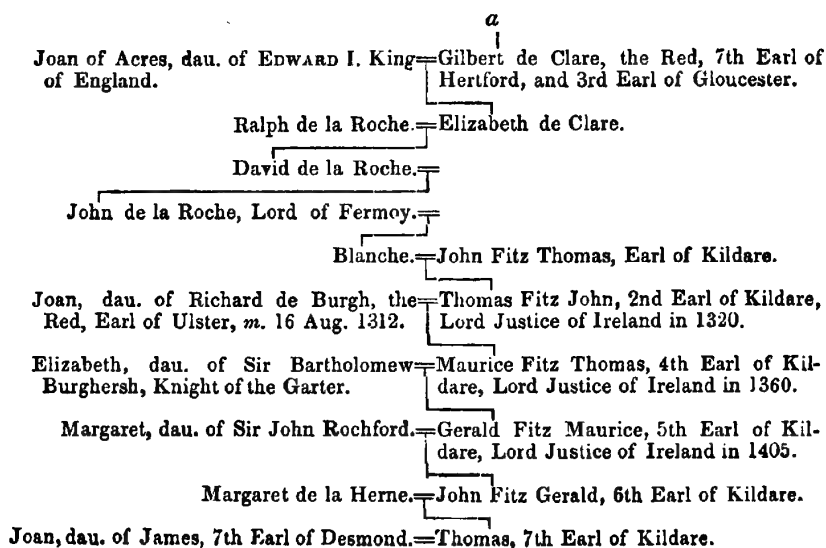 a
Joan of Acres, dau. of EDWARD I. King=Gilbert de Clare, the Red, 7th Earl of
of England. Hertford, and 3rd Earl of Gloucester.
Ralph de la Roche.=Elizabeth de Clare.
David de la Roche.=
John de la Roche, Lord of Fermoy.=
Blanche.=John Fitz Thomas, Earl of Kildare.
Joan, dau. of Richard de Burgh, the=Thomas Fitz John, 2nd Earl of Kildare,
Red, Earl of Ulster, m. 16 Aug. 1312. Lord Justice of Ireland in 1320.
Elizabeth, dau. of Sir Bartholomew=Maurice Fitz Thomas, 4th Earl of Kil-
Burghersh, Knight of the Garter. dare, Lord Justice of Ireland in 1360.
Margaret, dau. of Sir John Rochford.=Gerald Fitz Maurice, 5th Earl of Kil-
dare, Lord Justice of Ireland in 1405.
Margaret de la Herne.=John Fitz Gerald, 6th Earl of Kildare.
Joan, dau. of James, 7th Earl of Desmond.=Thomas, 7th Earl of Kildare.